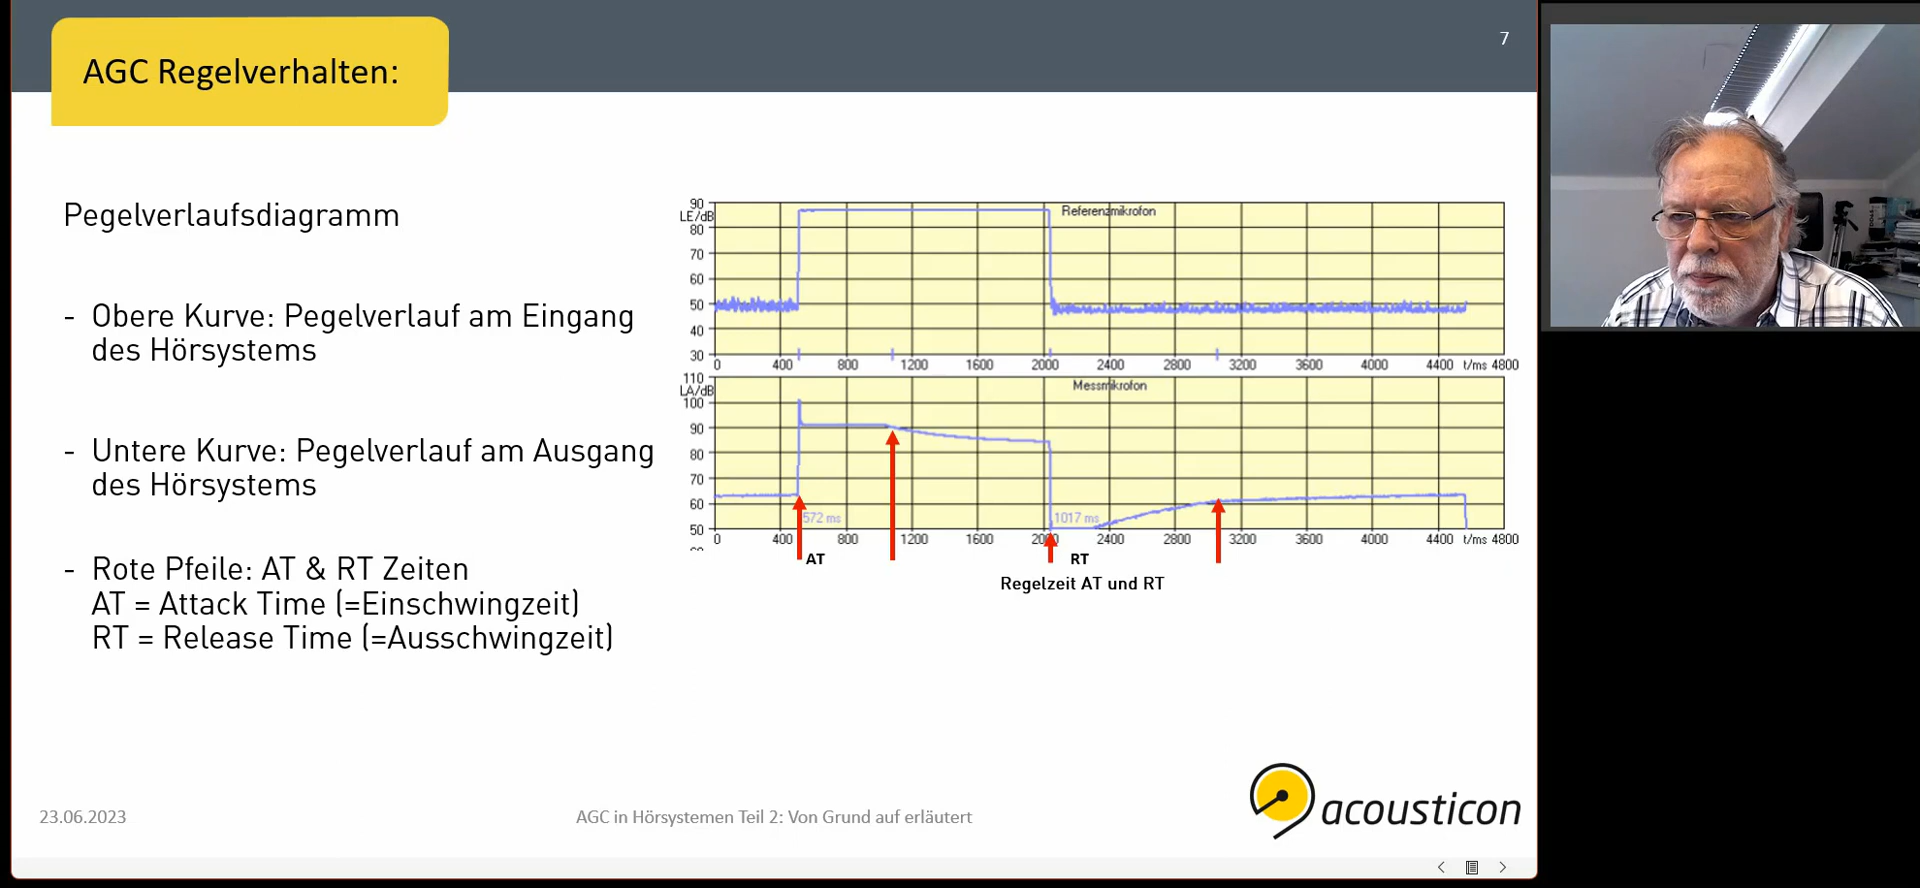 7
AGC Regelverhalten:
Pegelverlaufsdiagramm
- Obere Kurve: Pegelverlauf am Eingang
des Hörsystems
- Untere Kurve: Pegelverlauf am Ausgang
des Hörsystems
- Rote Pfeile: AT & RT Zeiten
AT = Attack Time (=Einschwingzeit)
RT = Release Time (=Ausschwingzeit)
90
LE/dB
80
70
60
50
40
30
Referenzmikrofon
0 400 800 1200 1600 2000 2400 2800 3200 3600 4000 4400 t/ms 4800
110
LA/dB
100
90
80
70
60
50
Messmikrofon
572 ms
1017 ms
0 400 800 1200 1600 2000 2400 2800 3200 3600 4000 4400 t/ms 4800
AT
RT
Regelzeit AT und RT
23.06.2023
AGC in Hörsystemen Teil 2: Von Grund auf erläutert
acousticon